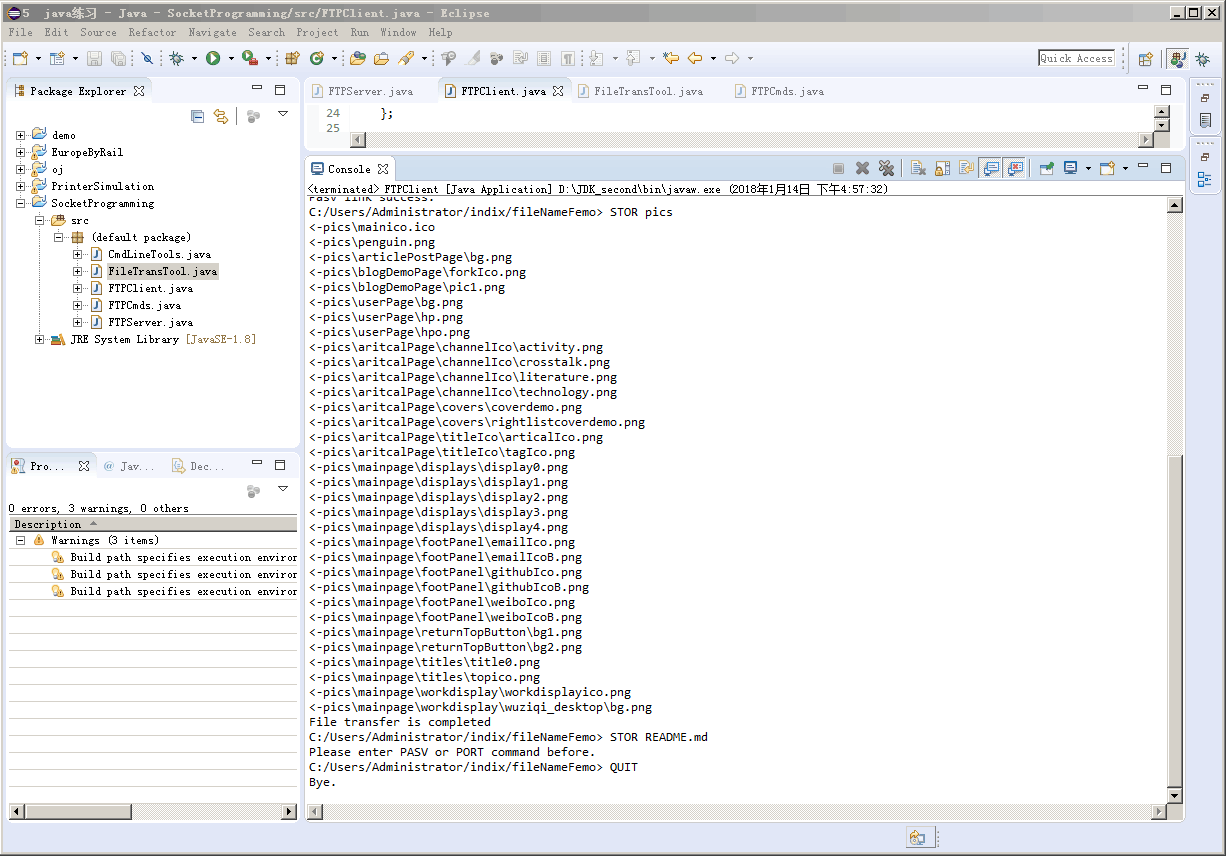 java练习 - Java - SocketProgramming/src/FTPClient.java - Eclipse
File Edit Source Refactor Navigate Search Project Run Window Help
Quick Access
Package Explorer
demo
EuropeByRail
oj
PrinterSimulation
SocketProgramming
src
(default package)
CmdLineTools.java
FileTransTool.java
FTPClient.java
FTPCmds.java
FTPServer.java
JRE System Library [JavaSE-1.8]
Pro...
@ Jav...
Dec...
0 errors, 3 warnings, 0 others
Description
Warnings (3 items)
Build path specifies execution enviror
Build path specifies execution enviror
Build path specifies execution enviror
FTPServer.java
FTPClient.java
FileTransTool.java
FTPCmds.java
24 };
25
Console
<terminated> FTPClient [Java Application] D:\JDK_second\bin\javaw.exe (2018年1月14日 下午4:57:32)
Pasv link success.
C:/Users/Administrator/indix/fileNameFemo> STOR pics
<-pics\mainico.ico
<-pics\penguin.png
<-pics\articlePostPage\bg.png
<-pics\blogDemoPage\forkIco.png
<-pics\blogDemoPage\pic1.png
<-pics\userPage\bg.png
<-pics\userPage\hp.png
<-pics\userPage\hpo.png
<-pics\aritcalPage\channelIco\activity.png
<-pics\aritcalPage\channelIco\crosstalk.png
<-pics\aritcalPage\channelIco\literature.png
<-pics\aritcalPage\channelIco\technology.png
<-pics\aritcalPage\covers\coverdemo.png
<-pics\aritcalPage\covers\rightlistcoverdemo.png
<-pics\aritcalPage\titleIco\articalIco.png
<-pics\aritcalPage\titleIco\tagIco.png
<-pics\mainpage\displays\display0.png
<-pics\mainpage\displays\display1.png
<-pics\mainpage\displays\display2.png
<-pics\mainpage\displays\display3.png
<-pics\mainpage\displays\display4.png
<-pics\mainpage\footPanel\emailIco.png
<-pics\mainpage\footPanel\emailIcoB.png
<-pics\mainpage\footPanel\githubIco.png
<-pics\mainpage\footPanel\githubIcoB.png
<-pics\mainpage\footPanel\weiboIco.png
<-pics\mainpage\footPanel\weiboIcoB.png
<-pics\mainpage\returnTopButton\bg1.png
<-pics\mainpage\returnTopButton\bg2.png
<-pics\mainpage\titles\title0.png
<-pics\mainpage\titles\topico.png
<-pics\mainpage\workdisplay\workdisplayico.png
<-pics\mainpage\workdisplay\wuziqi_desktop\bg.png
File transfer is completed
C:/Users/Administrator/indix/fileNameFemo> STOR README.md
Please enter PASV or PORT command before.
C:/Users/Administrator/indix/fileNameFemo> QUIT
Bye.